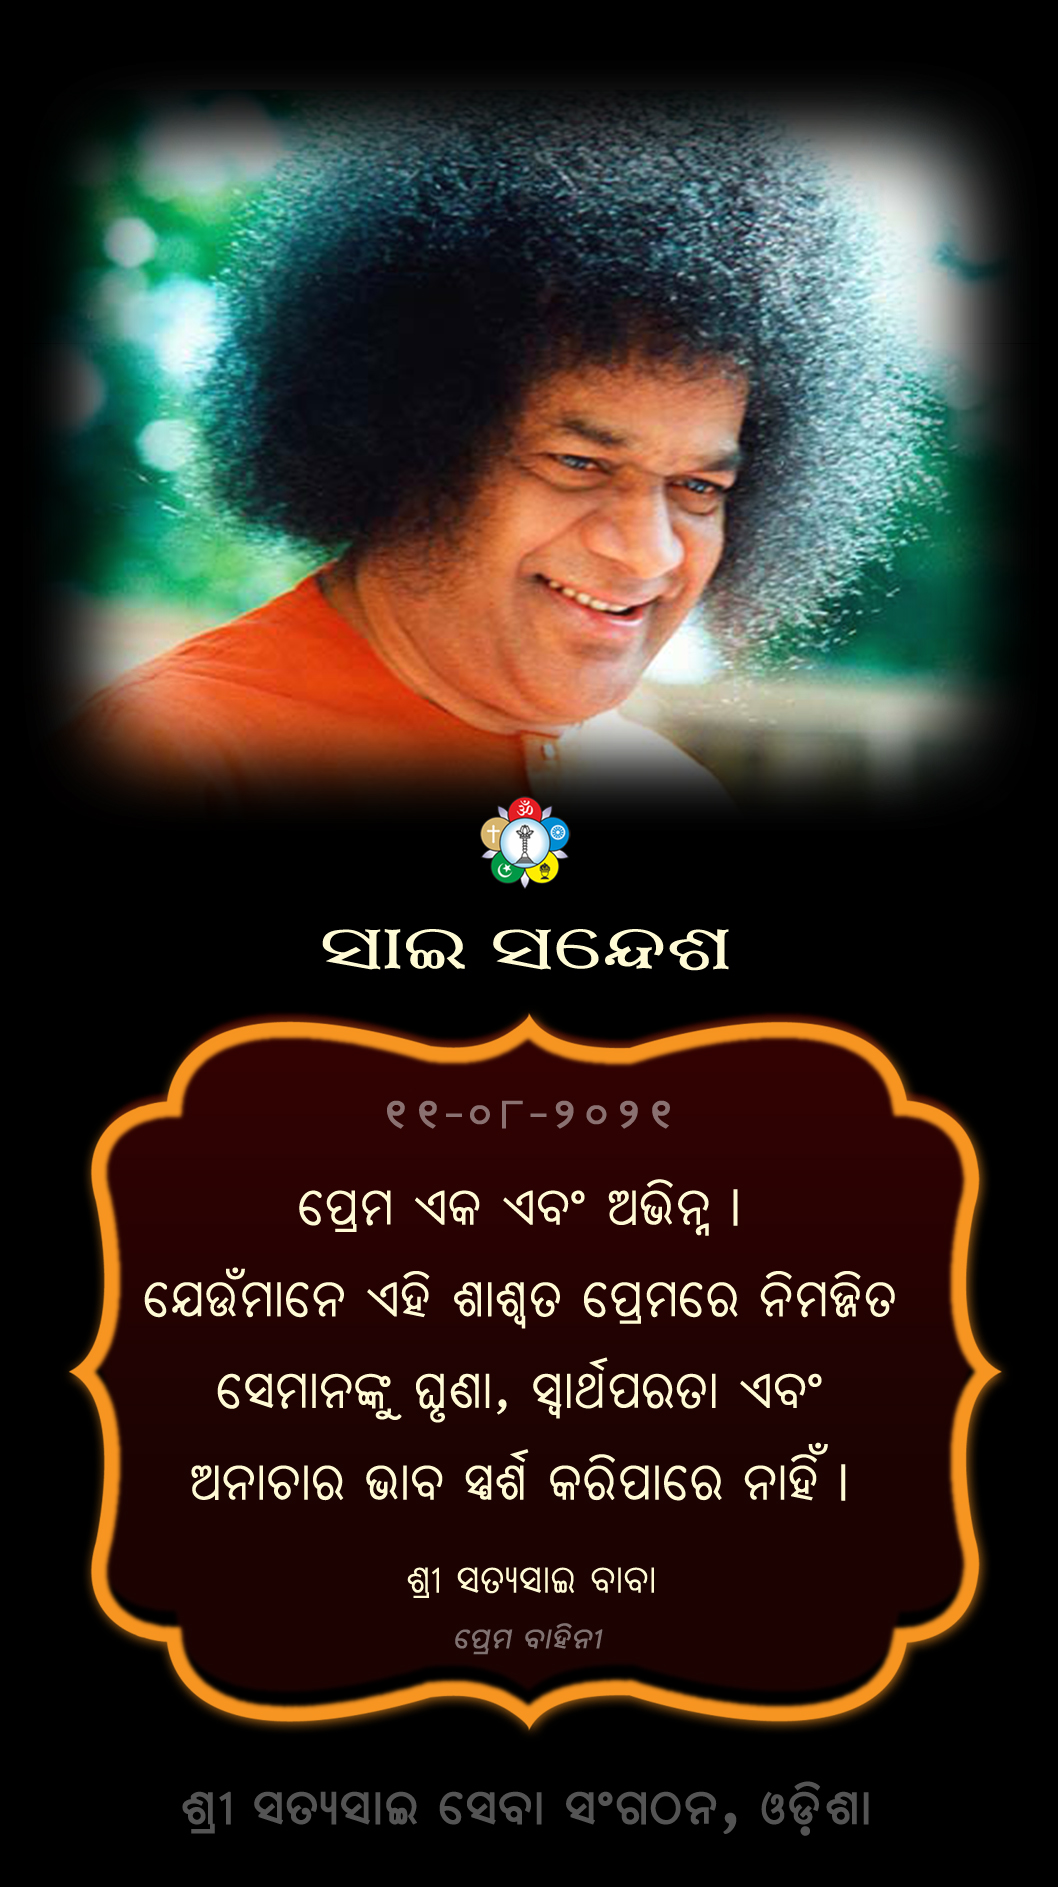 ସାଇ ସନ୍ଦେଶ
୧୧-୦୮-୨୦୨୧
ପ୍ରେମ ଏକ ଏବଂ ଅଭିନ୍ନ |
ଯେଉଁମାନେ ଏହି ଶାଶ୍ୱତ ପ୍ରେମରେ ନିମଜ୍ଜିତ
ସେମାନଙ୍କୁ ଘୃଣା, ସ୍ୱାର୍ଥପରତା ଏବଂ
ଅନାଚାର ଭାବ ସ୍ପର୍ଶ କରିପାରେ ନାହିଁ |
ଶ୍ରୀ ସତ୍ୟସାଇ ବାବା
ପ୍ରେମ ବାହିନୀ
ଶ୍ରୀ ସତ୍ୟସାଇ ସେବା ସଂଗଠନ, ଓଡ଼ିଶା